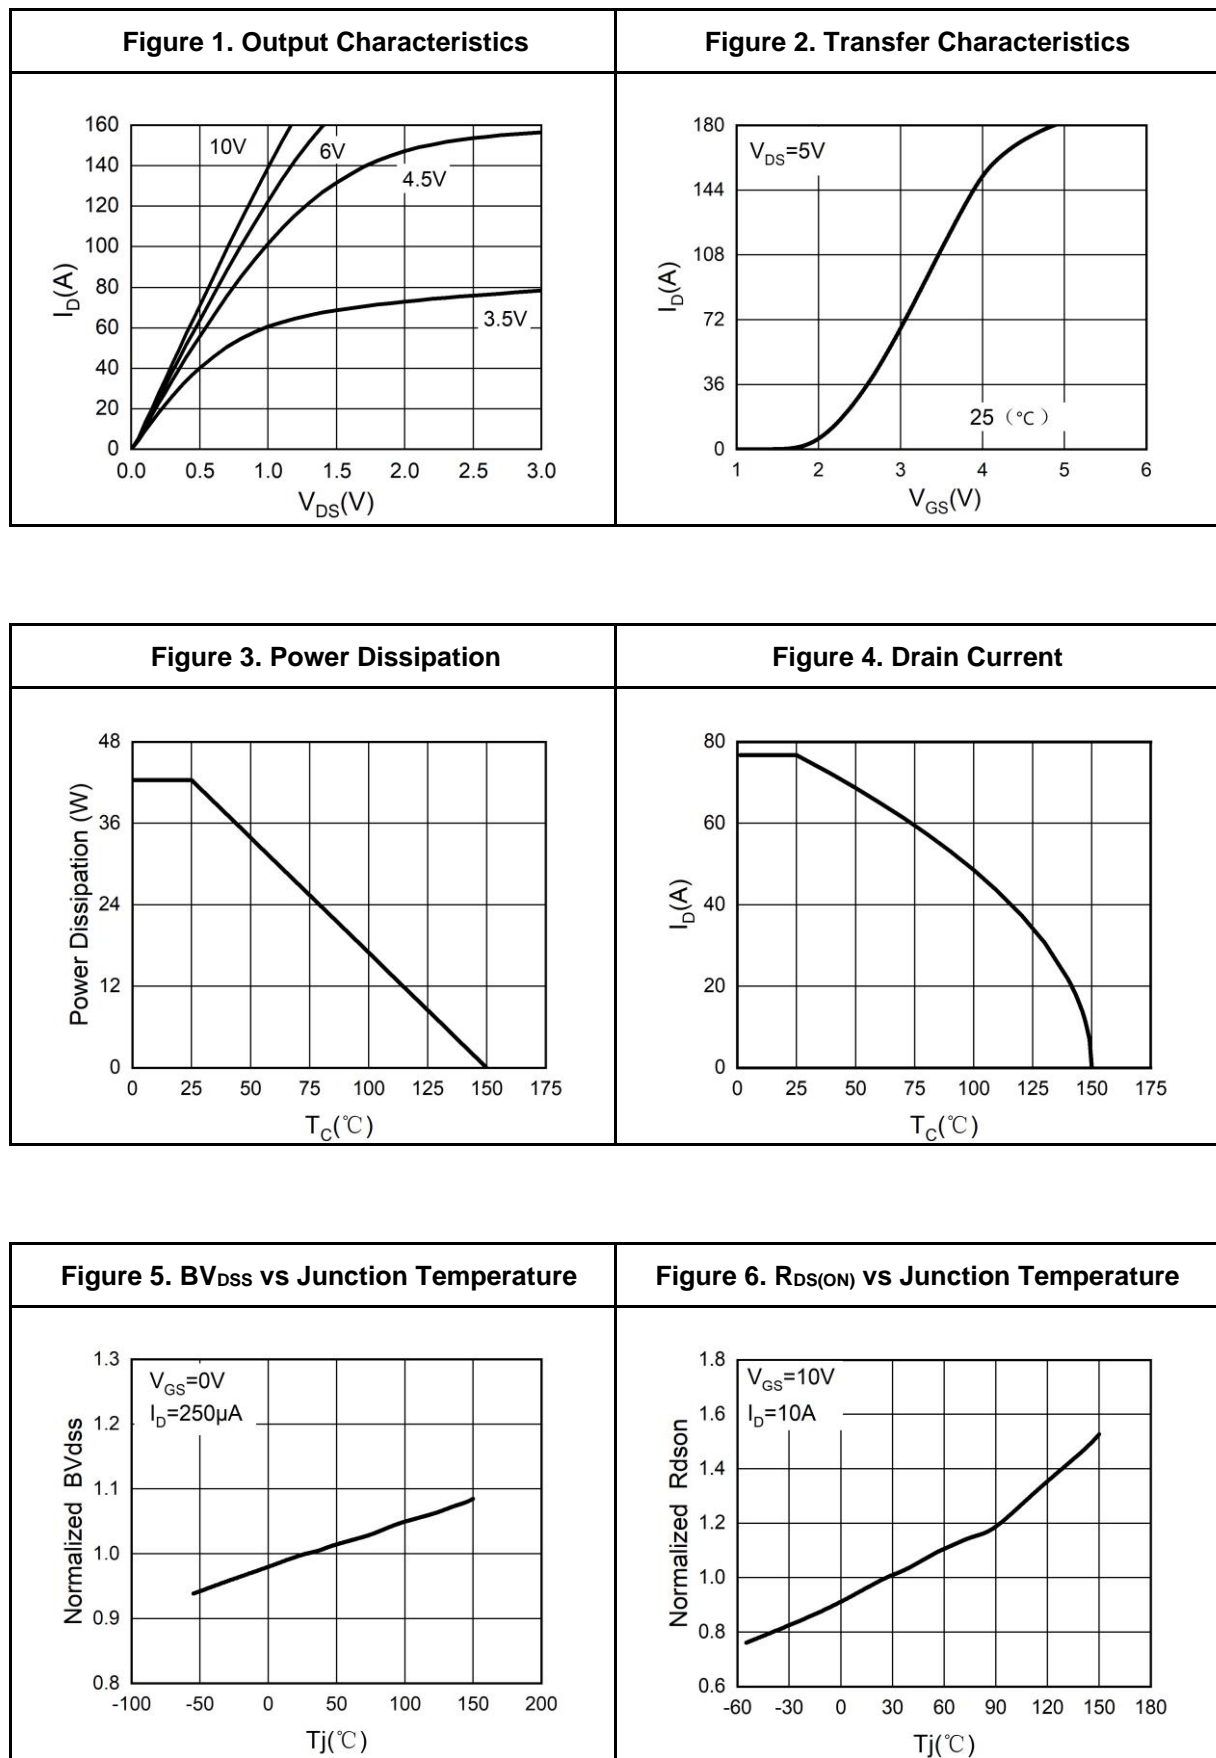 Figure 1. Output Characteristics
Figure 2. Transfer Characteristics
160
140
120
100
80
60
40
20
0
I_D(A)
10V
6V
4.5V
3.5V
0.0 0.5 1.0 1.5 2.0 2.5 3.0
V_DS(V)
180
144
108
72
36
0
I_D(A)
V_DS=5V
25（℃）
1 2 3 4 5 6
V_GS(V)
Figure 3. Power Dissipation
Figure 4. Drain Current
48
36
24
12
0
Power Dissipation (W)
0 25 50 75 100 125 150 175
T_C(℃)
80
60
40
20
0
I_D(A)
0 25 50 75 100 125 150 175
T_C(℃)
Figure 5. BV_DSS vs Junction Temperature
Figure 6. R_DS(ON) vs Junction Temperature
1.3
1.2
1.1
1.0
0.9
0.8
Normalized BVdss
V_GS=0V
I_D=250μA
-100 -50 0 50 100 150 200
Tj(℃)
1.8
1.6
1.4
1.2
1.0
0.8
0.6
Normalized Rdson
V_GS=10V
I_D=10A
-60 -30 0 30 60 90 120 150 180
Tj(℃)